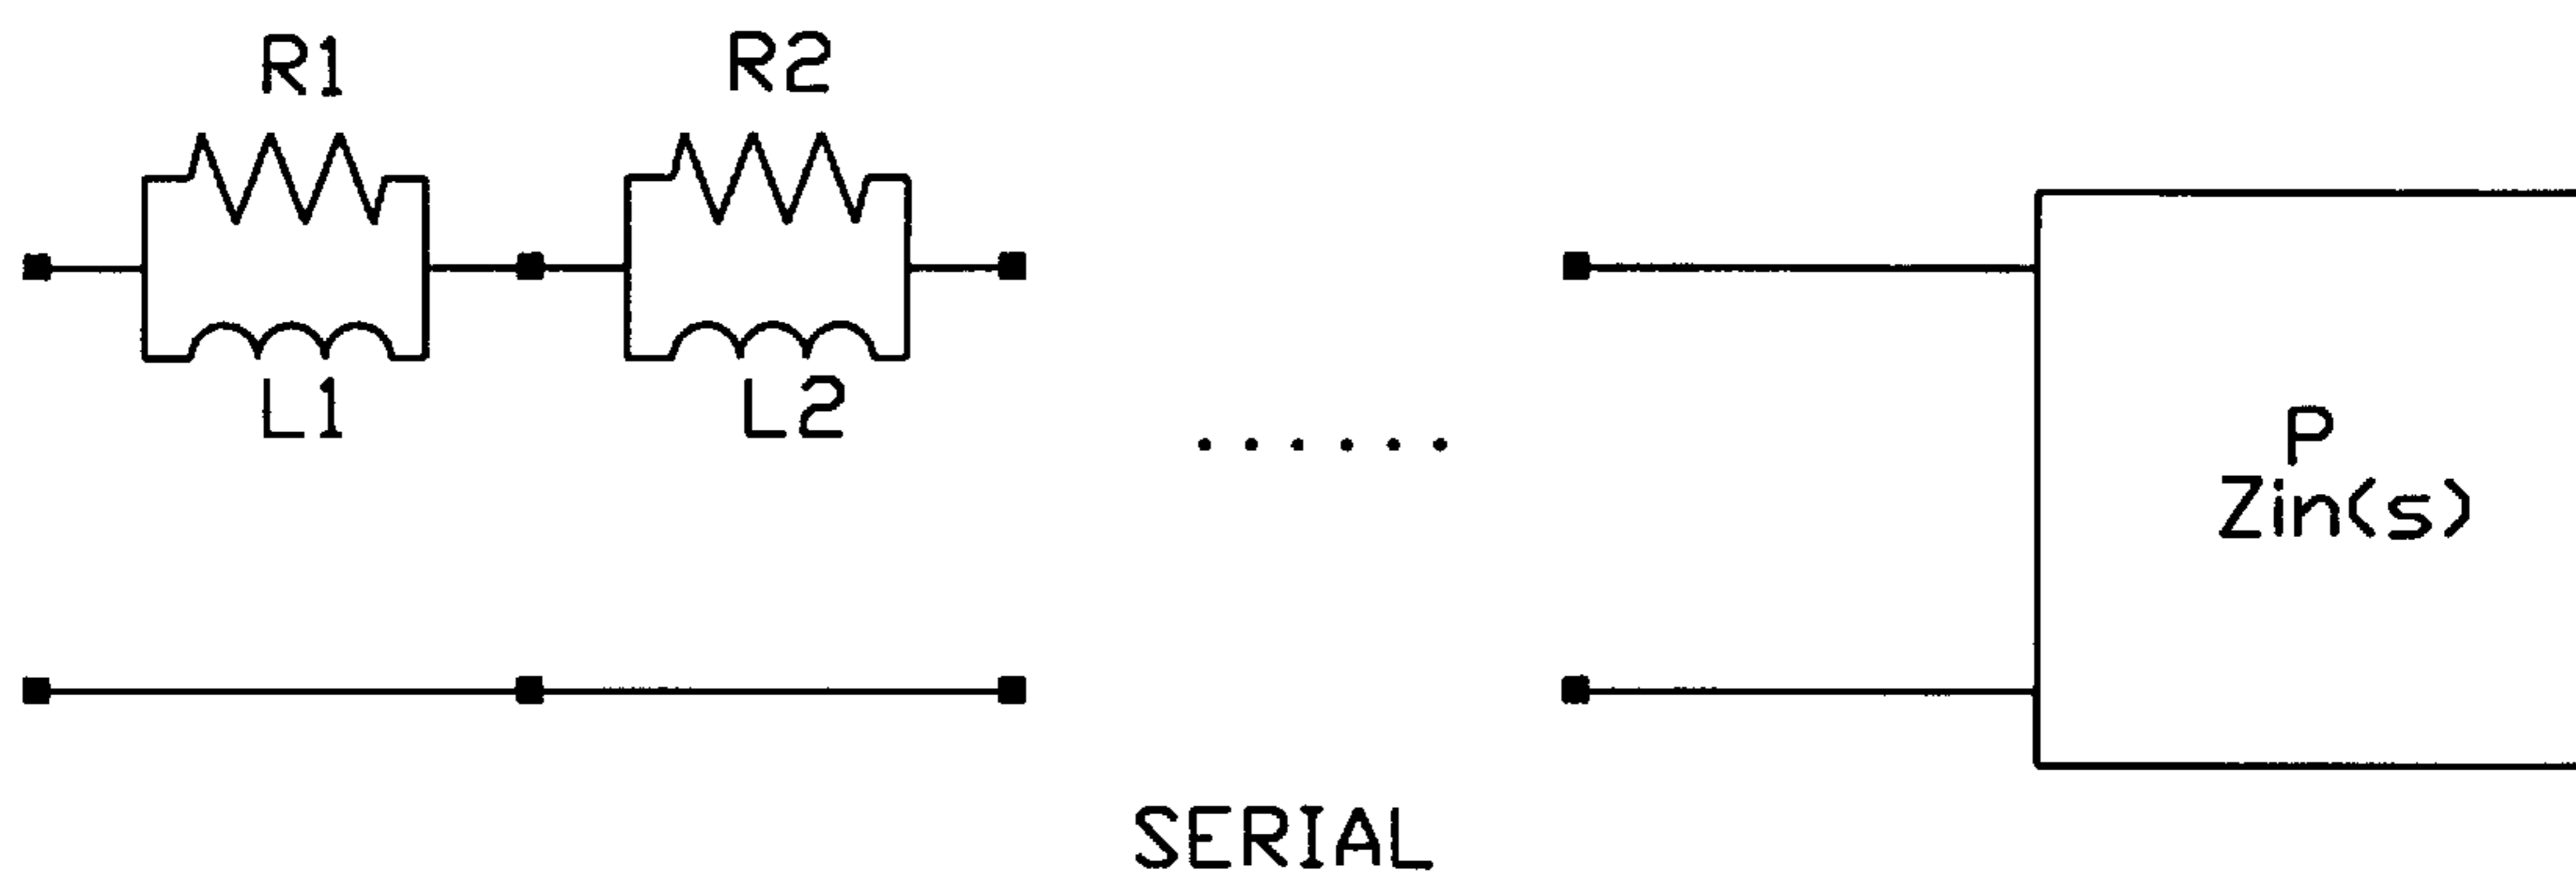 R1
R2
L1
L2
......
P
Zin(s)
SERIAL